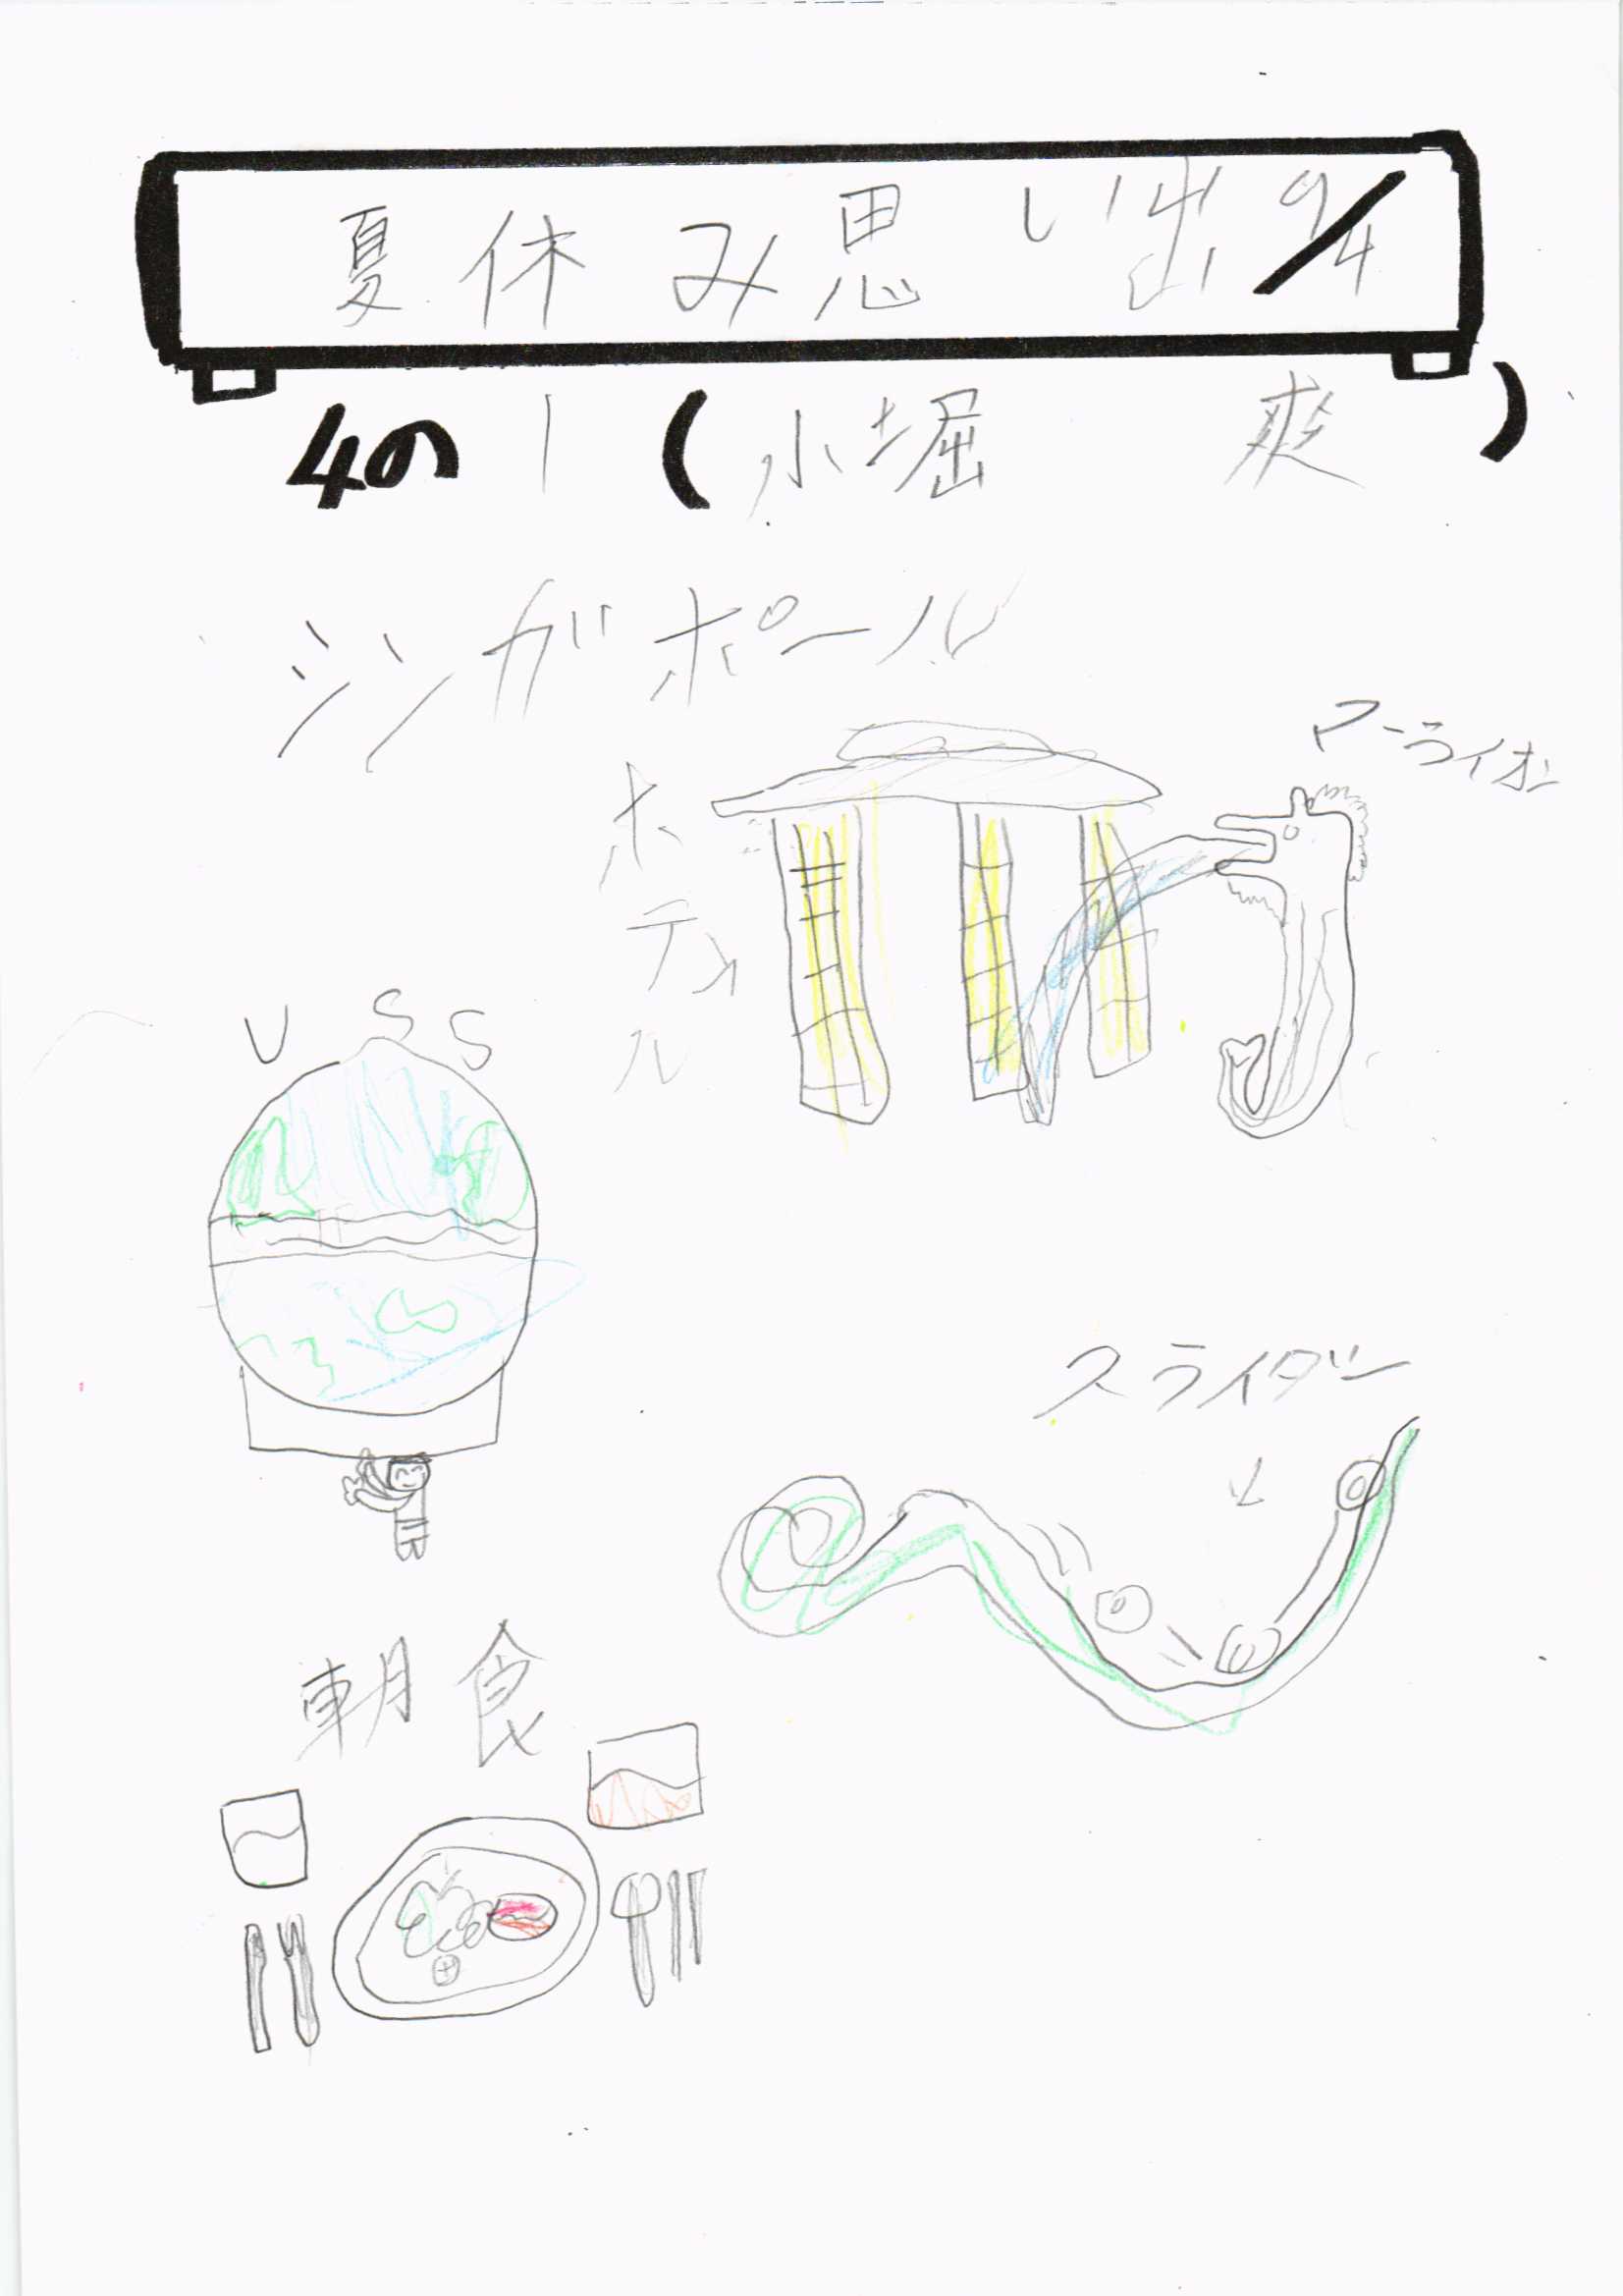 夏休み思い出 9/4
4の1(小堀 爽)
シンガポール
マーライオン
ホテル
USS
スライダー
朝食